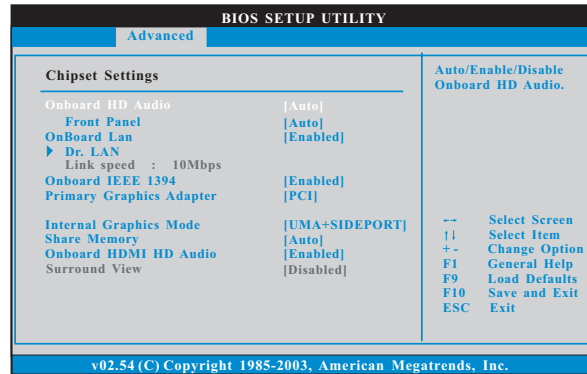 BIOS SETUP UTILITY
Advanced
Chipset Settings
Onboard HD Audio [Auto]
Front Panel [Auto]
OnBoard Lan [Enabled]
Dr. LAN
Link speed : 10Mbps
Onboard IEEE 1394 [Enabled]
Primary Graphics Adapter [PCI]
Internal Graphics Mode [UMA+SIDEPORT]
Share Memory [Auto]
Onboard HDMI HD Audio [Enabled]
Surround View [Disabled]
Auto/Enable/Disable
Onboard HD Audio.
←→ Select Screen
↑↓ Select Item
+- Change Option
F1 General Help
F9 Load Defaults
F10 Save and Exit
ESC Exit
v02.54 (C) Copyright 1985-2003, American Megatrends, Inc.